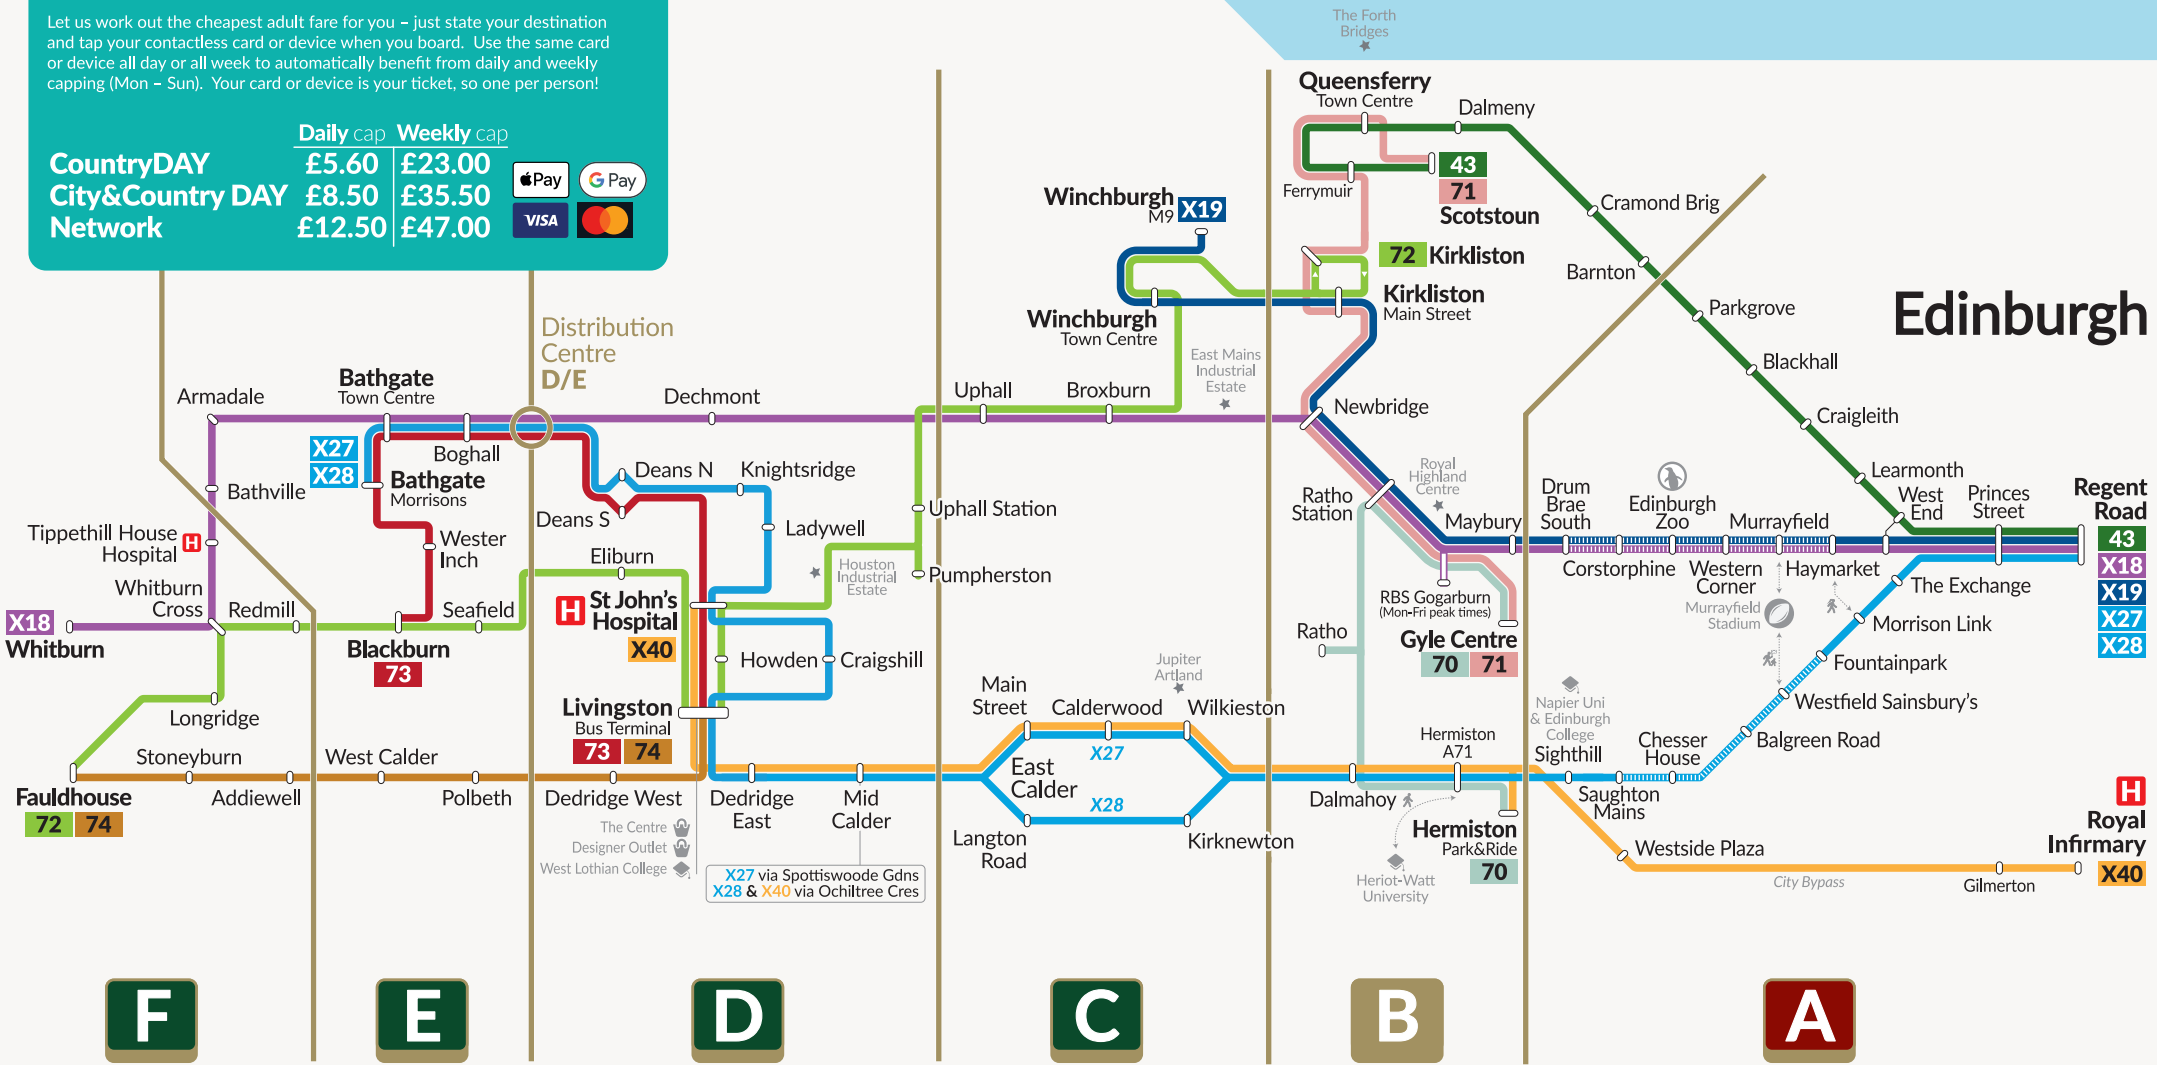 Let us work out the cheapest adult fare for you – just state your destination
and tap your contactless card or device when you board. Use the same card
or device all day or all week to automatically benefit from daily and weekly
capping (Mon – Sun). Your card or device is your ticket, so one per person!
Daily cap Weekly cap
CountryDAY £5.60 £23.00
City&Country DAY £8.50 £35.50
Network £12.50 £47.00
Pay
G Pay
VISA
The Forth
Bridges
Queensferry
Town Centre
Dalmeny
43
71
Scotstoun
Ferrymuir
Cramond Brig
Winchburgh
M9
X19
72 Kirkliston
Barnton
Kirkliston
Main Street
Parkgrove
Edinburgh
Winchburgh
Town Centre
East Mains
Industrial
Estate
Distribution
Centre
D/E
Blackhall
Armadale
Bathgate
Town Centre
Dechmont
Uphall
Broxburn
Newbridge
Craigleith
X27
X28
Boghall
Bathgate
Morrisons
Deans N
Knightsridge
Bathville
Deans S
Uphall Station
Ladywell
Ratho
Station
Royal
Highland
Centre
Maybury
Drum
Brae
South
Edinburgh
Zoo
Murrayfield
Learmonth
West
End
Princes
Street
Regent
Road
43
X18
X19
X27
X28
Tippethill House
Hospital
H
Wester
Inch
Eliburn
Houston
Industrial
Estate
Pumpherston
Corstorphine
Western
Corner
Haymarket
The Exchange
Murrayfield
Stadium
Morrison Link
Whitburn
Cross
Redmill
Seafield
H
St John's
Hospital
X40
RBS Gogarburn
(Mon-Fri peak times)
Gyle Centre
70
71
Ratho
X18
Whitburn
Blackburn
73
Howden
Craigshill
Fountainpark
Westfield Sainsbury's
Balgreen Road
Longridge
Livingston
Bus Terminal
73
74
Main
Street
Calderwood
Jupiter
Artland
Wilkieston
Napier Uni
& Edinburgh
College
Sighthill
Chesser
House
Hermiston
A71
Stoneyburn
West Calder
X27
East
Calder
X28
Fauldhouse
72
74
Addiewell
Polbeth
Dedridge West
Dedridge
East
Mid
Calder
Langton
Road
Kirknewton
Dalmahoy
Saughton
Mains
Hermiston
Park&Ride
70
Heriot-Watt
University
The Centre
Designer Outlet
West Lothian College
X27 via Spottiswoode Gdns
X28 & X40 via Ochiltree Cres
Westside Plaza
City Bypass
Gilmerton
H
Royal
Infirmary
X40
F
E
D
C
B
A